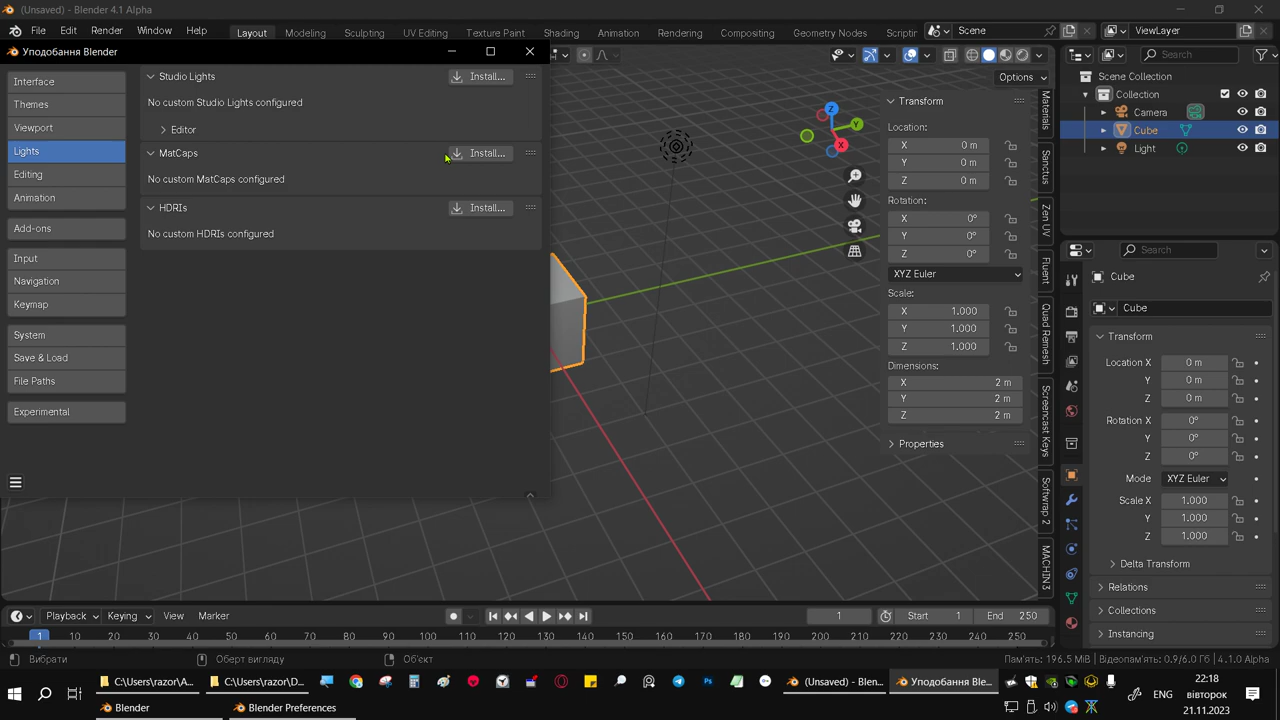 (Unsaved) - Blender 4.1 Alpha
File Edit Render Window Help
Layout Modeling Sculpting UV Editing Texture Paint Shading Animation Rendering Compositing Geometry Nodes Scriptin
Scene
ViewLayer
Уподобання Blender
Interface
Themes
Viewport
Lights
Editing
Animation
Add-ons
Input
Navigation
Keymap
System
Save & Load
File Paths
Experimental
Studio Lights
Install...
No custom Studio Lights configured
Editor
MatCaps
Install...
No custom MatCaps configured
HDRIs
Install...
No custom HDRIs configured
Options
Z
Y
X
Transform
Location:
X 0 m
Y 0 m
Z 0 m
Rotation:
X 0°
Y 0°
Z 0°
XYZ Euler
Scale:
X 1.000
Y 1.000
Z 1.000
Dimensions:
X 2 m
Y 2 m
Z 2 m
Properties
Materials
Sanctus
Zen UV
Fluent
Quad Remesh
Screencast Keys
Softwrap 2
MACHIN3
Search
Scene Collection
Collection
Camera
Cube
Light
Search
Cube
Cube
Transform
Location X 0 m
Y 0 m
Z 0 m
Rotation X 0°
Y 0°
Z 0°
Mode XYZ Euler
Scale X 1.000
Y 1.000
Z 1.000
Delta Transform
Relations
Collections
Instancing
Playback Keying View Marker
1 Start 1 End 250
1 10 20 30 40 50 60 70 80 90 100 110 120 130 140 150 160 170 180 190 200 210 220 230 240 250
Вибрати Оберт вигляду Об'єкт
Пам'ять: 196.5 MiB | Відеопам'ять: 0.9/6.0 Гб | 4.1.0 Alpha
C:\Users\razor\A... C:\Users\razor\D...
(Unsaved) - Blen... Уподобання Ble...
Blender Blender Preferences
ENG
22:18
вівторок
21.11.2023